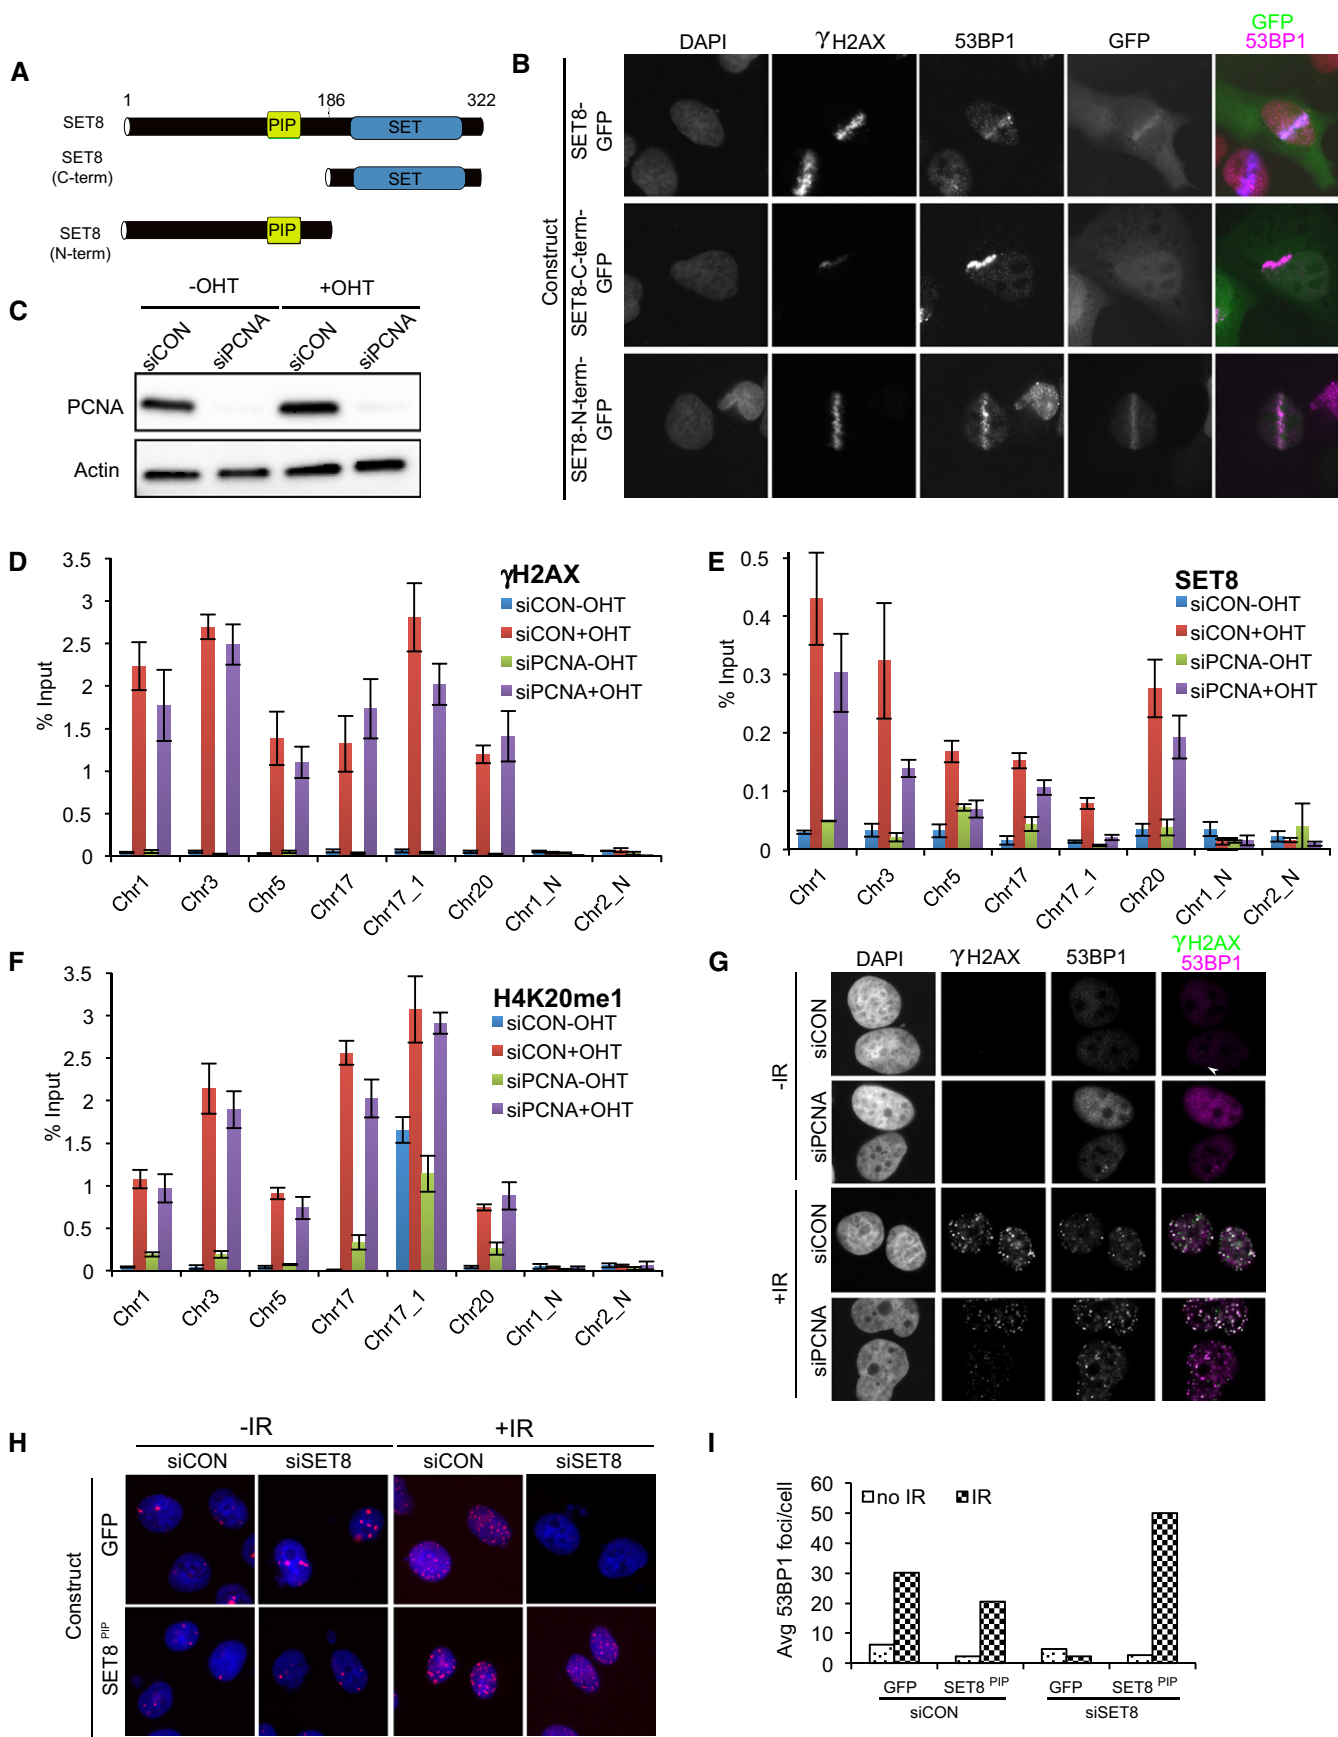 A
1 186 322
SET8 PIP SET
SET8
(C-term) SET
SET8
(N-term) PIP
B
DAPI γH2AX 53BP1 GFP GFP
53BP1
Construct
SET8-
GFP
SET8-C-term-
GFP
SET8-N-term-
GFP
C
-OHT +OHT
siCON siPCNA siCON siPCNA
PCNA
Actin
D
γH2AX
siCON-OHT
siCON+OHT
siPCNA-OHT
siPCNA+OHT
% Input
3.5
3
2.5
2
1.5
1
0.5
0
Chr1 Chr3 Chr5 Chr17 Chr17_1 Chr20 Chr1_N Chr2_N
E
SET8
siCON-OHT
siCON+OHT
siPCNA-OHT
siPCNA+OHT
% Input
0.5
0.4
0.3
0.2
0.1
0
Chr1 Chr3 Chr5 Chr17 Chr17_1 Chr20 Chr1_N Chr2_N
F
H4K20me1
siCON-OHT
siCON+OHT
siPCNA-OHT
siPCNA+OHT
% Input
3.5
3
2.5
2
1.5
1
0.5
0
Chr1 Chr3 Chr5 Chr17 Chr17_1 Chr20 Chr1_N Chr2_N
G
DAPI γH2AX 53BP1 γH2AX
53BP1
-IR
siCON
siPCNA
+IR
siCON
siPCNA
H
-IR +IR
siCON siSET8 siCON siSET8
Construct
GFP
SET8 PIP
I
Avg 53BP1 foci/cell
no IR IR
60
50
40
30
20
10
0
GFP SET8 PIP GFP SET8 PIP
siCON siSET8